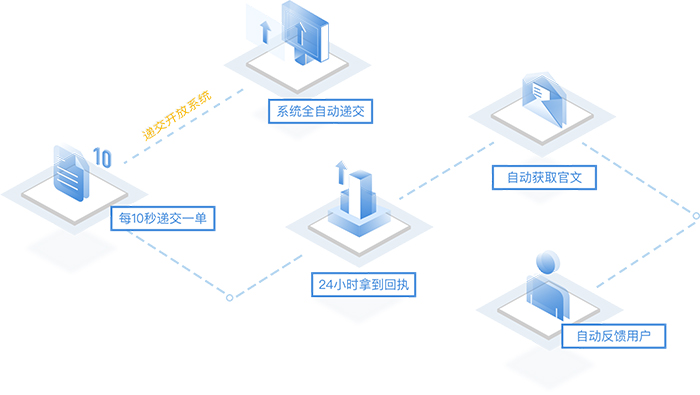 系统全自动递交
递交开放系统
10
每10秒递交一单
24小时拿到回执
自动获取官文
自动反馈用户